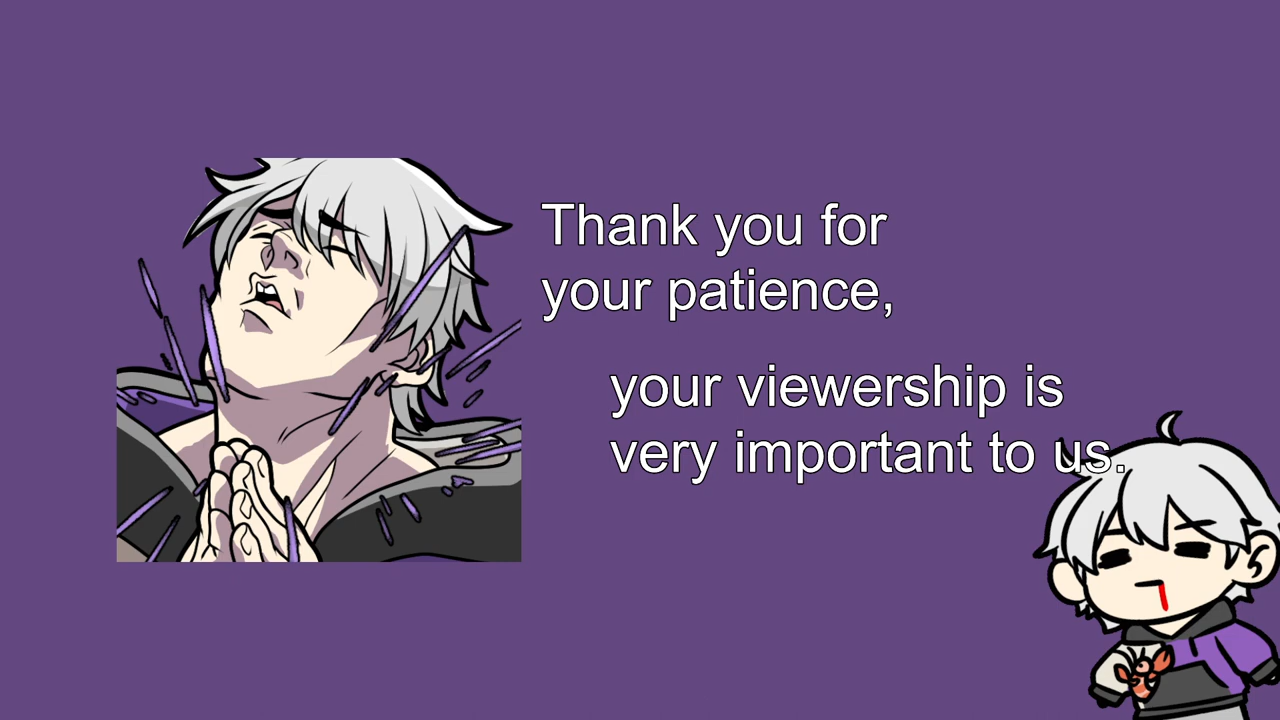 Thank you for
your patience,
your viewership is
very important to us.